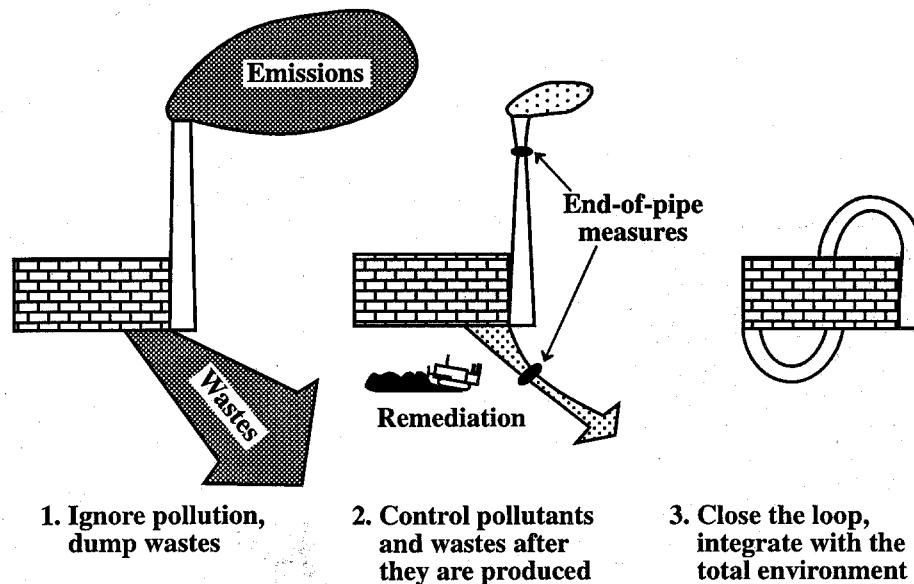 Emissions
End-of-pipe
measures
Wastes
Remediation
1. Ignore pollution,
dump wastes
2. Control pollutants
and wastes after
they are produced
3. Close the loop,
integrate with the
total environment